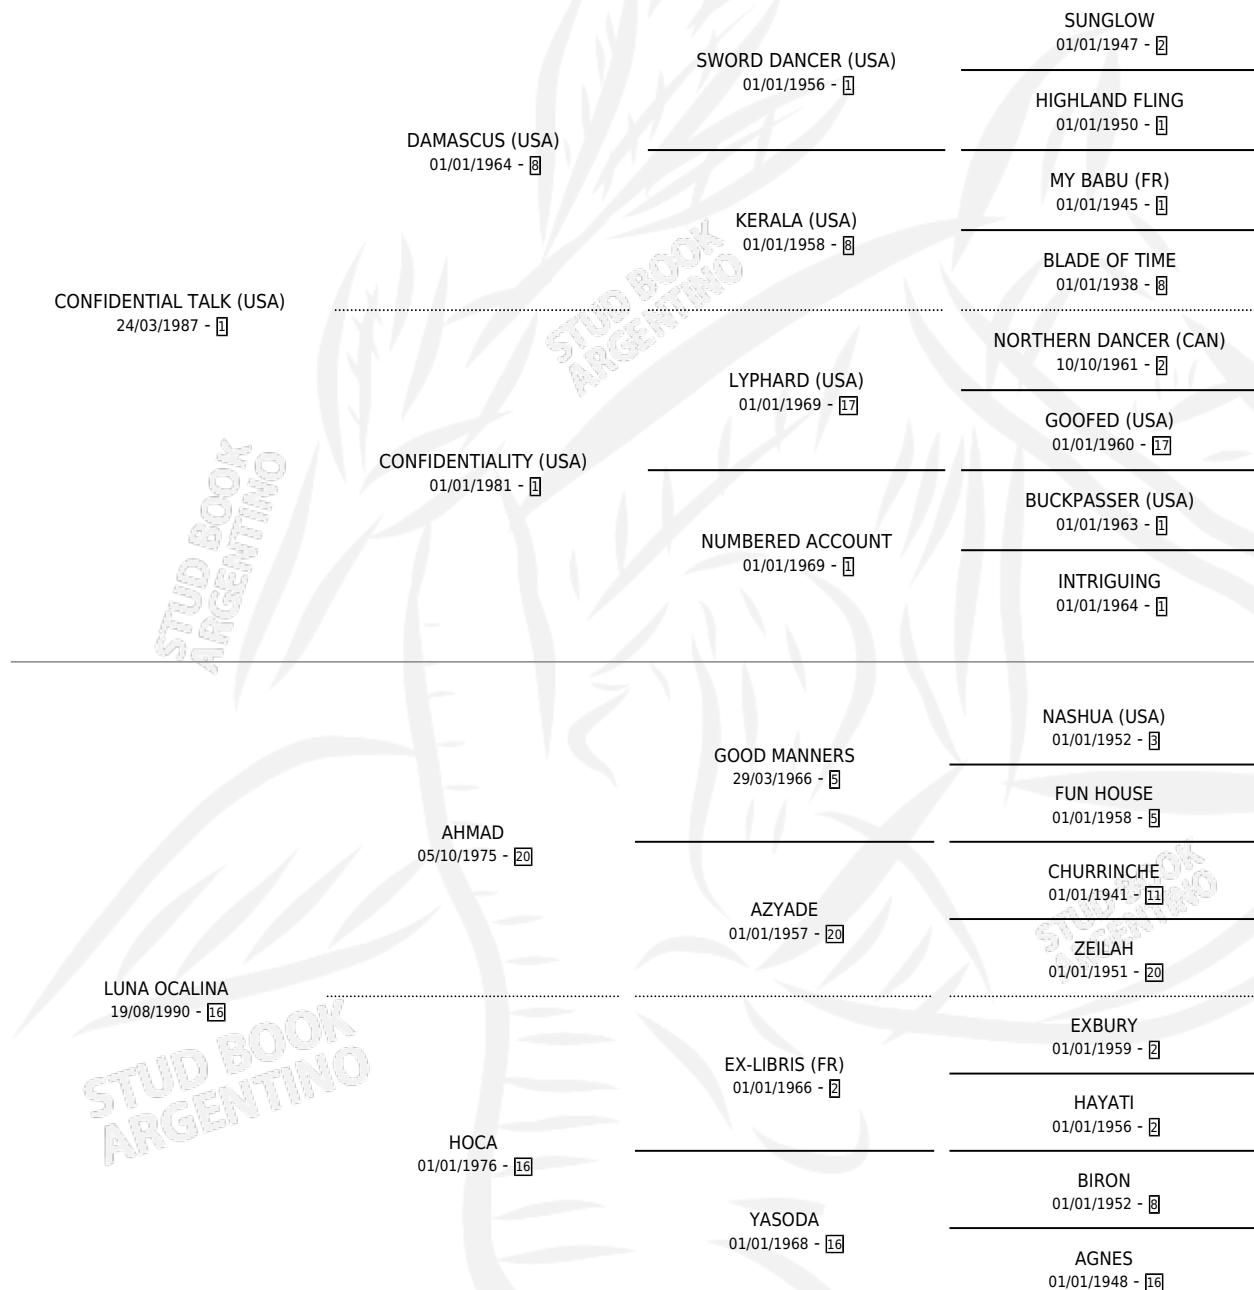 SUNGLOW
01/01/1947 - 2
SWORD DANCER (USA)
01/01/1956 - 1
HIGHLAND FLING
01/01/1950 - 1
DAMASCUS (USA)
01/01/1964 - 8
MY BABU (FR)
01/01/1945 - 1
KERALA (USA)
01/01/1958 - 8
BLADE OF TIME
01/01/1938 - 8
CONFIDENTIAL TALK (USA)
24/03/1987 - 1
NORTHERN DANCER (CAN)
10/10/1961 - 2
LYPHARD (USA)
01/01/1969 - 17
GOOFED (USA)
01/01/1960 - 17
CONFIDENTIALITY (USA)
01/01/1981 - 1
BUCKPASSER (USA)
01/01/1963 - 1
NUMBERED ACCOUNT
01/01/1969 - 1
INTRIGUING
01/01/1964 - 1
NASHUA (USA)
01/01/1952 - 3
GOOD MANNERS
29/03/1966 - 5
FUN HOUSE
01/01/1958 - 5
AHMAD
05/10/1975 - 20
CHURRINCHE
01/01/1941 - 11
AZYADE
01/01/1957 - 20
ZEILAH
01/01/1951 - 20
LUNA OCALINA
19/08/1990 - 16
EXBURY
01/01/1959 - 2
EX-LIBRIS (FR)
01/01/1966 - 2
HAYATI
01/01/1956 - 2
HOCA
01/01/1976 - 16
BIRON
01/01/1952 - 8
YASODA
01/01/1968 - 16
AGNES
01/01/1948 - 16
STUD BOOK
ARGENTINO
STUD BOOK
ARGENTINO
STUD BOOK
ARGENTINO
STUD BOOK
ARGENTINO